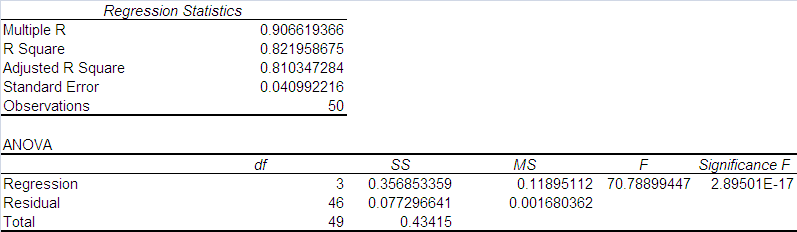 Regression Statistics
Multiple R 0.906619366
R Square 0.821958675
Adjusted R Square 0.810347284
Standard Error 0.040992216
Observations 50
ANOVA
df SS MS F Significance F
Regression 3 0.356853359 0.11895112 70.78899447 2.89501E-17
Residual 46 0.077296641 0.001680362
Total 49 0.43415